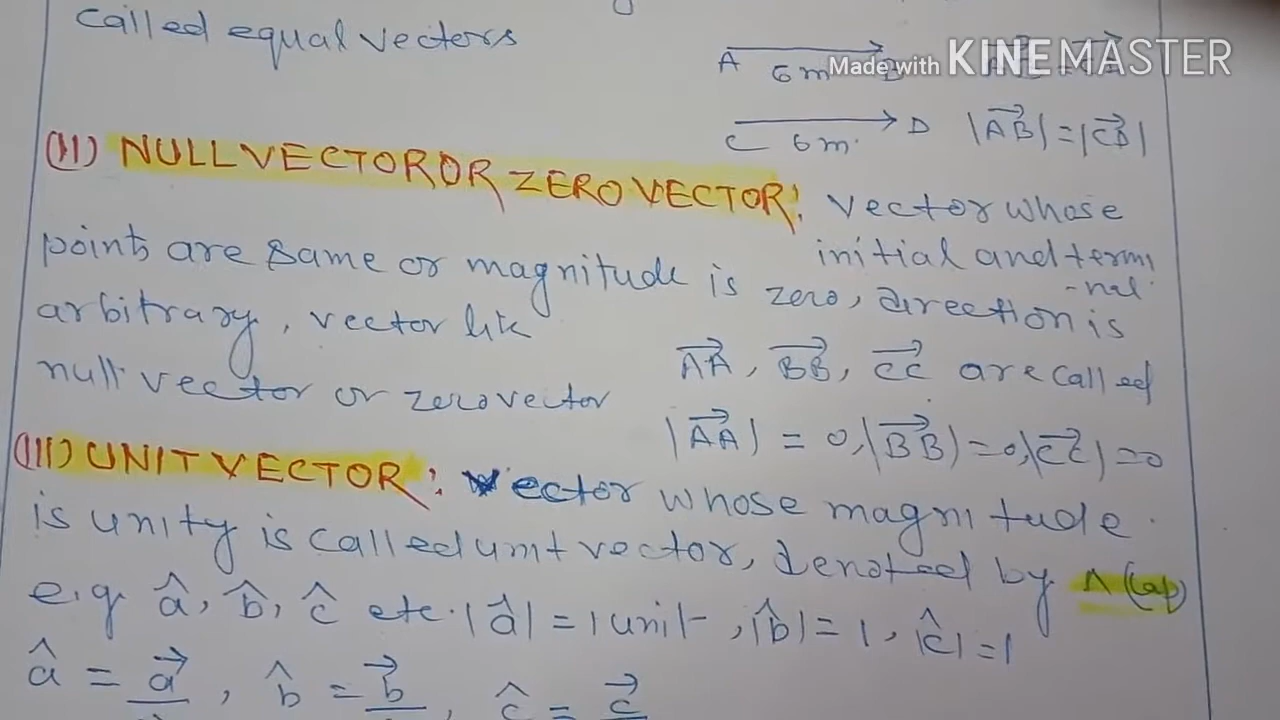 called equal vectors
A 6m
Made with KINEMASTER
C 6m. D |AB| = |CD|
(II) NULL VECTOR OR ZERO VECTOR: vector whose
initial and termi
-nal
points are same or magnitude is zero, direction is
arbitrary, vector like
AA, BB, CC are called
null vector or zero vector
|AA| = 0, |BB| = 0, |CC| = 0
(III) UNIT VECTOR: vector whose magnitude
is unity is called unit vector, denoted by ^ (cap)
e.g â, b̂, ĉ etc. |â| = 1 unit, |b̂| = 1, |ĉ| = 1
â = a⃗, b̂ = b⃗, ĉ = c⃗